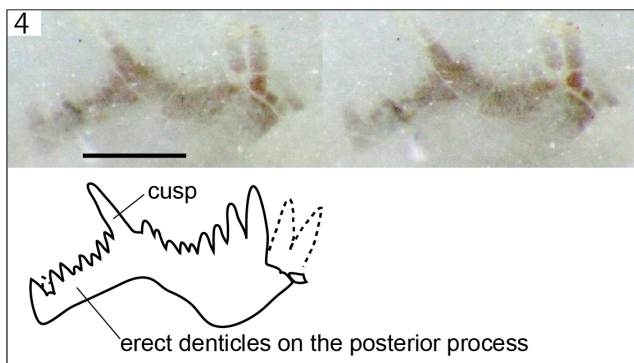 4
cusp
erect denticles on the posterior process